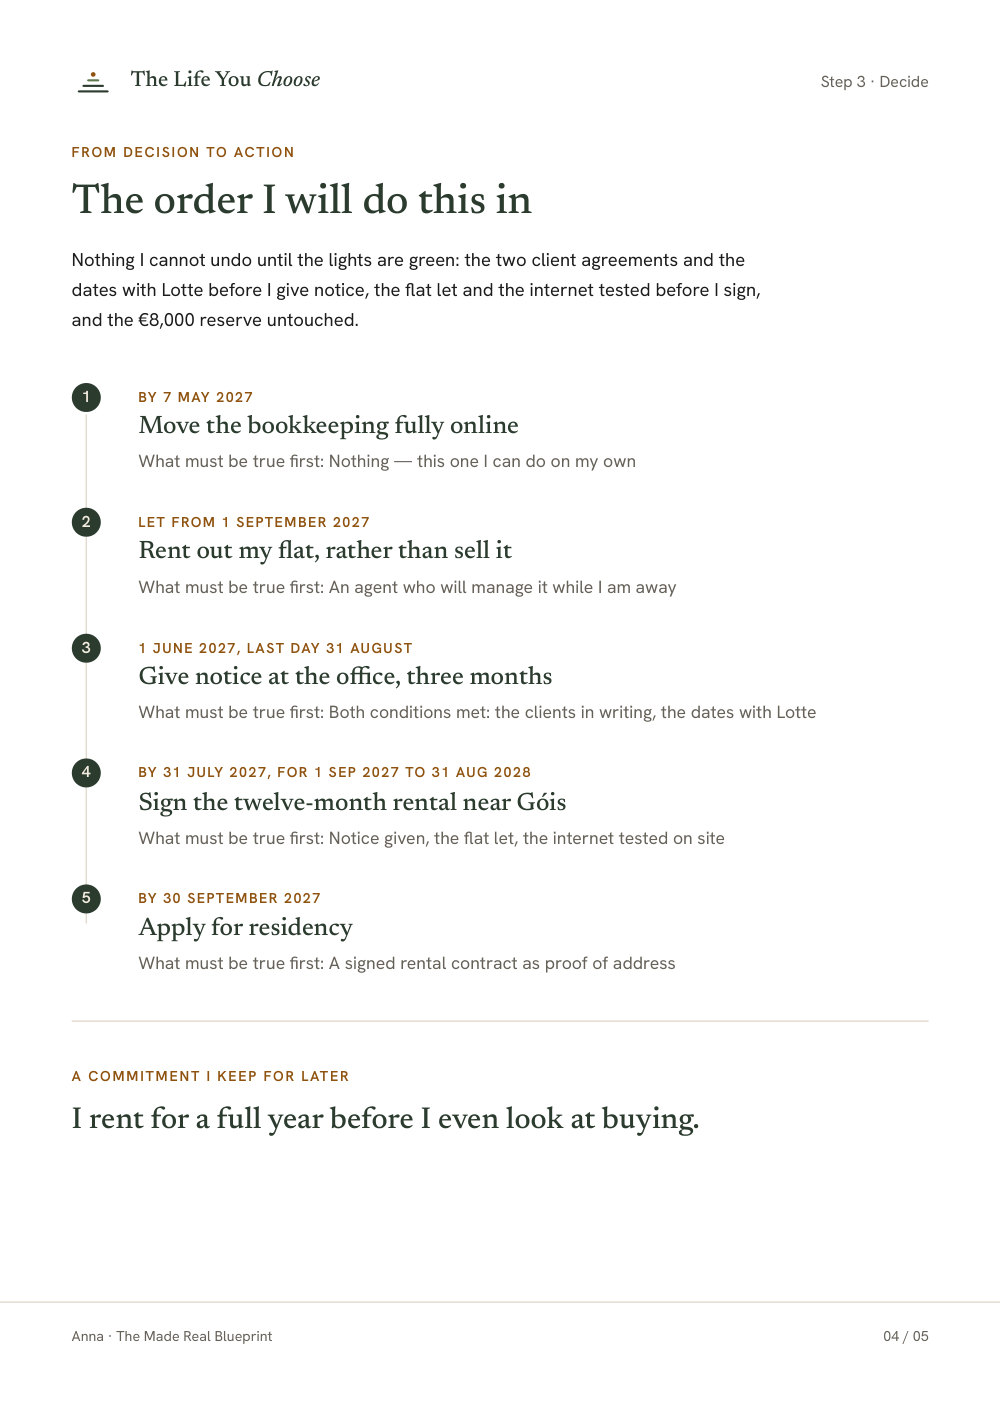 The Life You Choose
Step 3 · Decide
FROM DECISION TO ACTION
The order I will do this in
Nothing I cannot undo until the lights are green: the two client agreements and the
dates with Lotte before I give notice, the flat let and the internet tested before I sign,
and the €8,000 reserve untouched.
1
BY 7 MAY 2027
Move the bookkeeping fully online
What must be true first: Nothing — this one I can do on my own
2
LET FROM 1 SEPTEMBER 2027
Rent out my flat, rather than sell it
What must be true first: An agent who will manage it while I am away
3
1 JUNE 2027, LAST DAY 31 AUGUST
Give notice at the office, three months
What must be true first: Both conditions met: the clients in writing, the dates with Lotte
4
BY 31 JULY 2027, FOR 1 SEP 2027 TO 31 AUG 2028
Sign the twelve-month rental near Góis
What must be true first: Notice given, the flat let, the internet tested on site
5
BY 30 SEPTEMBER 2027
Apply for residency
What must be true first: A signed rental contract as proof of address
A COMMITMENT I KEEP FOR LATER
I rent for a full year before I even look at buying.
Anna · The Made Real Blueprint
04 / 05